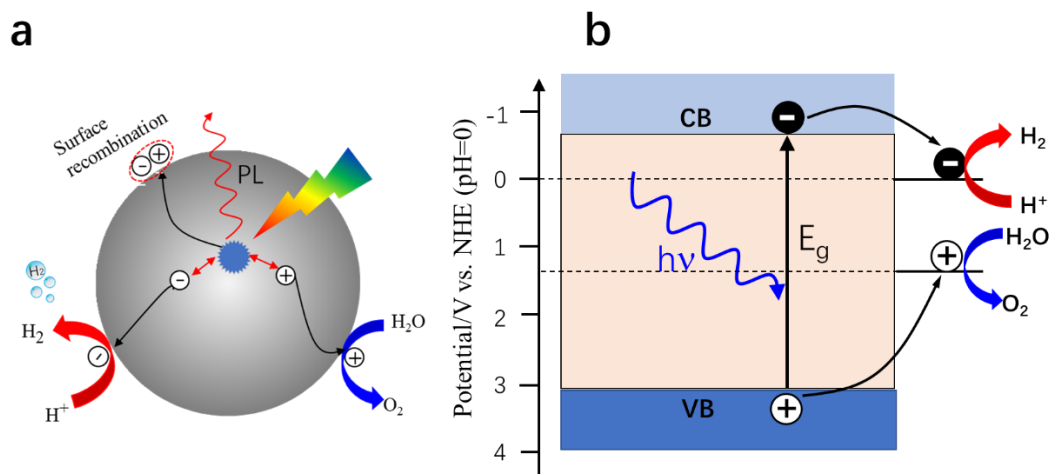 a
Surface
recombination
PL
H₂
H₂
H⁺
H₂O
O₂
b
Potential/V vs. NHE (pH=0)
-1
0
1
2
3
4
CB
VB
hν
E_g
H₂
H⁺
H₂O
O₂